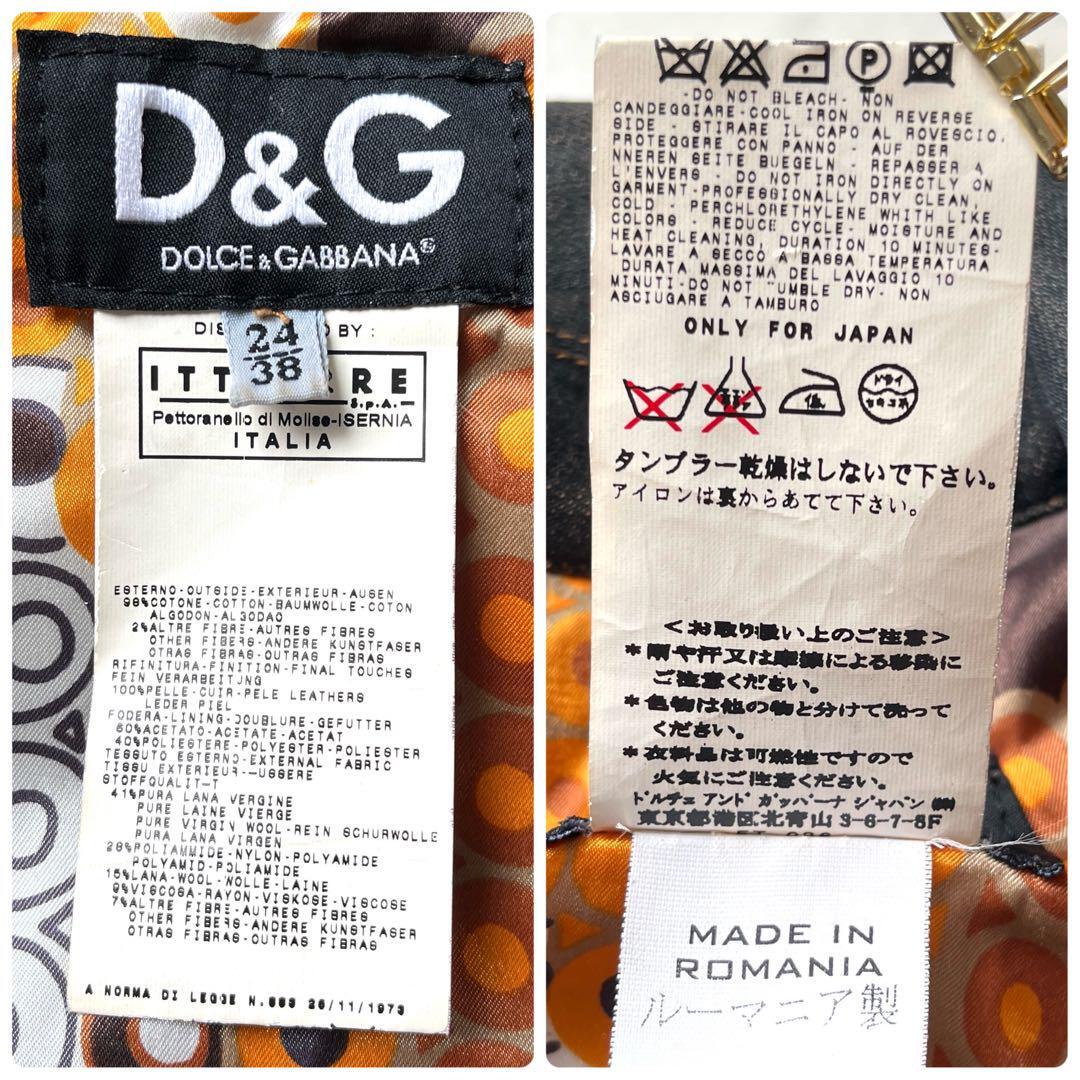 D&G
DOLCE & GABBANA®
24
38
BY :
S.p.A.
Pettoranello di Molise-ISERNIA
ITALIA
ESTERNO-OUTSIDE-EXTERIEUR-AUSEN
98%COTONE-COTTON-BAUMWOLLE-COTON
ALGODON-ALGODAO
2%ALTRE FIBRE-AUTRES FIBRES
OTHER FIBERS-ANDERE KUNSTFASER
OTRAS FIBRAS-OUTRAS FIBRAS
RIFINITURA-FINITION-FINAL TOUCHES
FEIN VERARBEITUNG
100%PELLE-CUIR-PELE LEATHERS
LEDER PIEL
FODERA-LINING-DOUBLURE-GEFUTTER
60%ACETATO-ACETATE-ACETAT
40%POLIESTERE-POLYESTER-POLIESTER
TESSUTO ESTERNO-EXTERNAL FABRIC
TISSU EXTERIEUR--USSERE
STOFFQUALIT-T
41%PURA LANA VERGINE
PURE LAINE VIERGE
PURE VIRGIN WOOL-REIN SCHURWOLLE
PURA LANA VIRGEN
28%POLIAMMIDE-NYLON-POLYAMIDE
POLYAMID-POLIAMIDE
15%LANA-WOOL-WOLLE-LAINE
9%VISCOSA-RAYON-VISKOSE-VISCOSE
7%ALTRE FIBRE-AUTRES FIBRES
OTHER FIBERS-ANDERE KUNSTFASER
OTRAS FIBRAS-OUTRAS FIBRAS
A NORMA DI LEGGE N.883 26/11/1973
P
-DO NOT BLEACH- NON
CANDEGGIARE-COOL IRON ON REVERSE
SIDE - STIRARE IL CAPO AL ROVESCIO,
PROTEGGERE CON PANNO - AUF DER
NNEREN SEITE BUEGELN - REPASSER A
L'ENVERS - DO NOT IRON DIRECTLY ON
GARMENT-PROFESSIONALLY DRY CLEAN,
COLD - PERCHLORETHYLENE WHITH LIKE
COLORS - REDUCE CYCLE- MOISTURE AND
HEAT CLEANING, DURATION 10 MINUTES-
LAVARE A SECCO A BASSA TEMPERATURA
DURATA MASSIMA DEL LAVAGGIO 10
MINUTI-DO NOT UMBLE DRY- NON
ASCIUGARE A TAMBURO
ONLY FOR JAPAN
低
ドライ
セキユ系
タンブラー乾燥はしないで下さい。
アイロンは裏からあてて下さい。
<お取り扱い上のご注意>
*雨や汗又は摩擦による移染に
ご注意ください。
*色物は他の物と分けて洗って
ください。
*衣料品は可燃性ですので
火気にご注意ください。
ドルチェ アンド ガッバーナ ジャパン(株)
東京都港区北青山 3-6-7-8F
MADE IN
ROMANIA
ルーマニア製